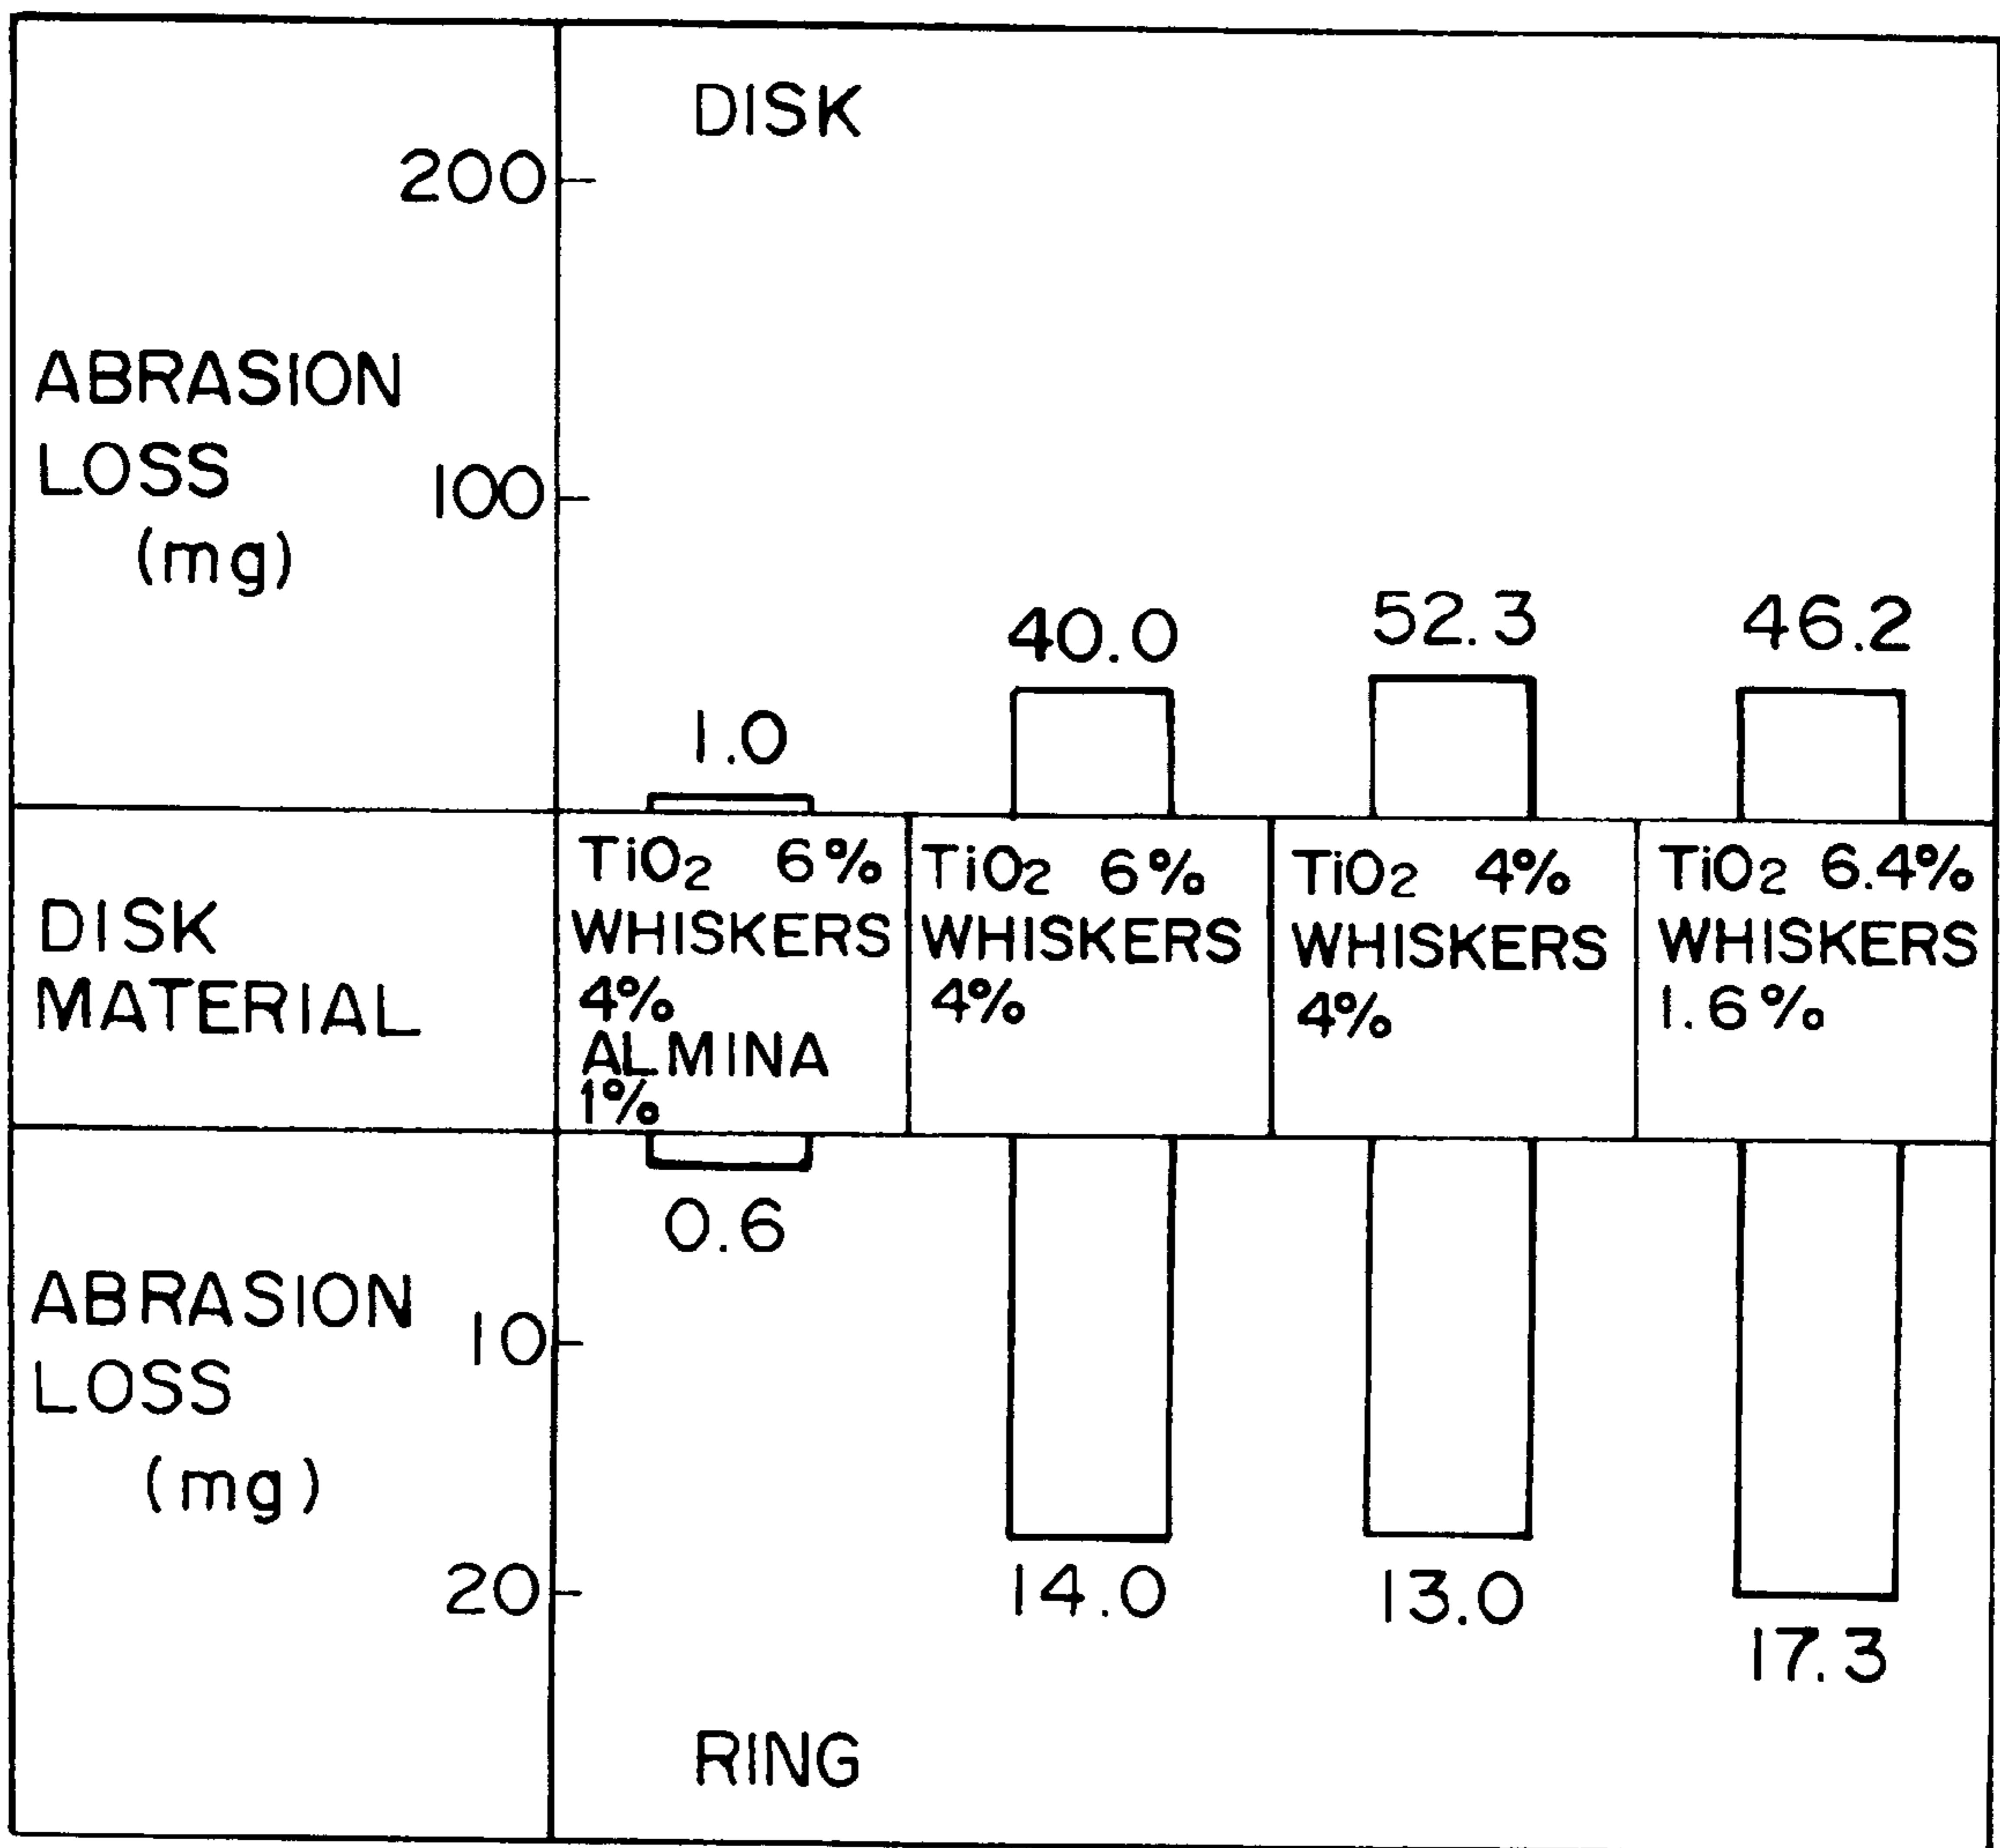 DISK
200
ABRASION
LOSS
(mg)
100
1.0
40.0
52.3
46.2
DISK
MATERIAL
TiO2 6%
WHISKERS
4%
ALMINA
1%
TiO2 6%
WHISKERS
4%
TiO2 4%
WHISKERS
4%
TiO2 6.4%
WHISKERS
1.6%
ABRASION
LOSS
(mg)
10
20
0.6
14.0
13.0
17.3
RING